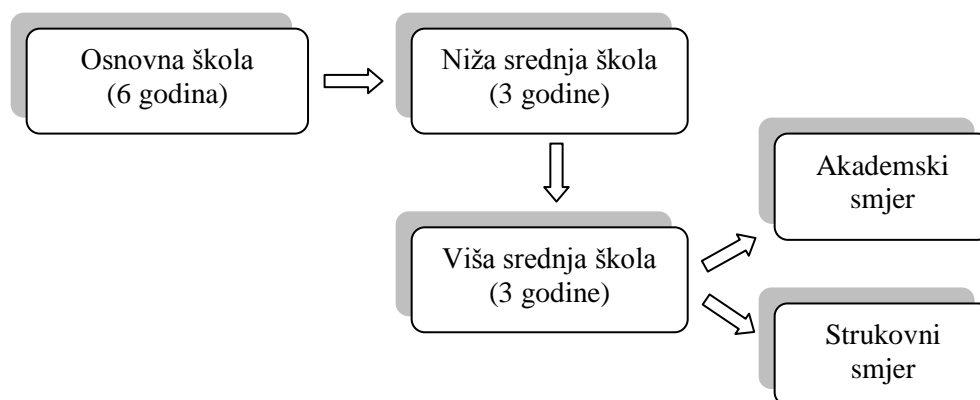 Osnovna škola
(6 godina)
Niža srednja škola
(3 godine)
Viša srednja škola
(3 godine)
Akademski
smjer
Strukovni
smjer